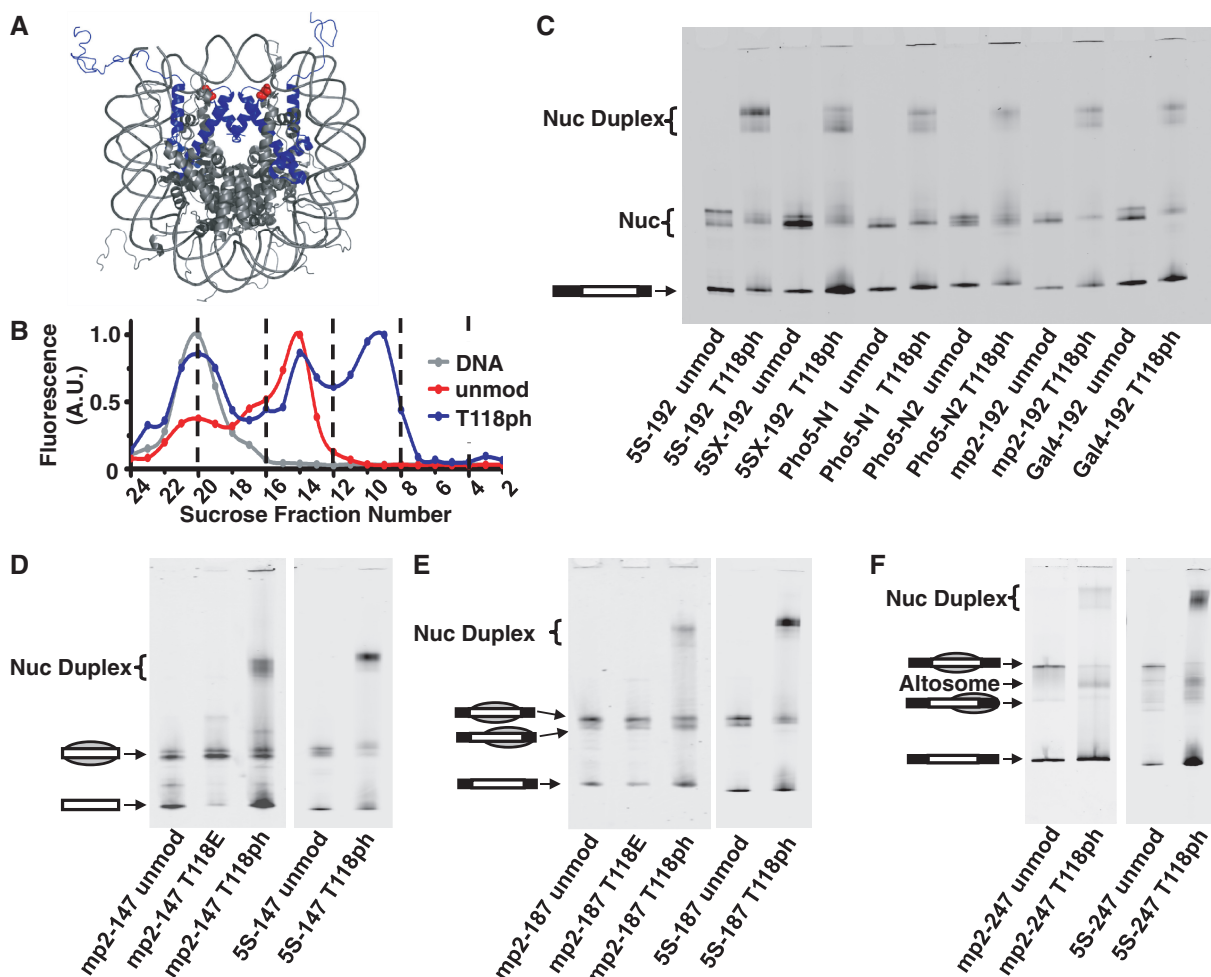 A
B
Fluorescence
(A.U.)
1.0
0.5
0
DNA
unmod
T118ph
24
22
20
18
16
14
12
10
8
6
4
2
Sucrose Fraction Number
C
Nuc Duplex
Nuc
5S-192 unmod
5S-192 T118ph
5SX-192 unmod
5SX-192 T118ph
Pho5-N1 unmod
Pho5-N1 T118ph
Pho5-N2 unmod
Pho5-N2 T118ph
mp2-192 unmod
mp2-192 T118ph
Gal4-192 unmod
Gal4-192 T118ph
D
Nuc Duplex
mp2-147 unmod
mp2-147 T118E
mp2-147 T118ph
5S-147 unmod
5S-147 T118ph
E
Nuc Duplex
mp2-187 unmod
mp2-187 T118E
mp2-187 T118ph
5S-187 unmod
5S-187 T118ph
F
Nuc Duplex
Altosome
mp2-247 unmod
mp2-247 T118ph
5S-247 unmod
5S-247 T118ph